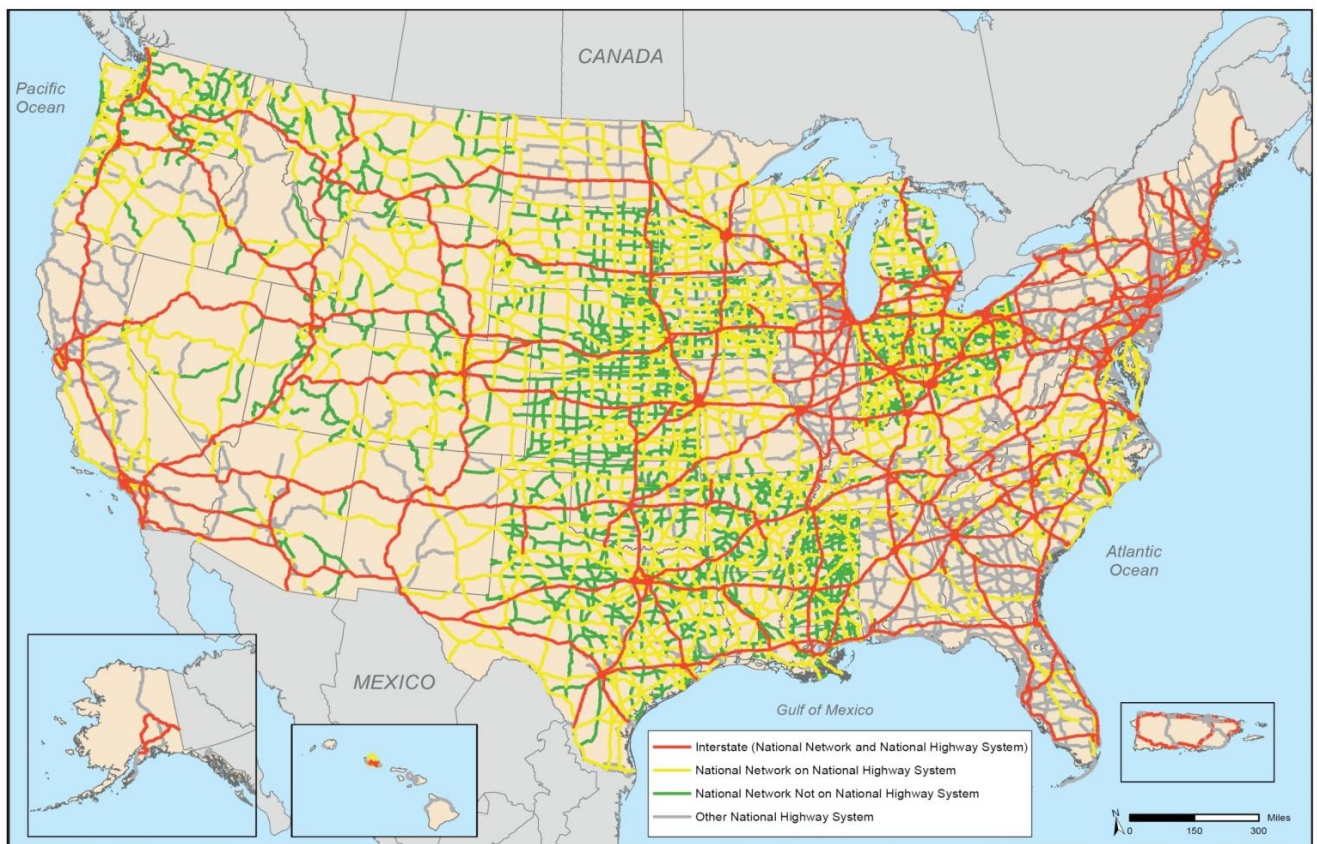 CANADA
Pacific
Ocean
Atlantic
Ocean
MEXICO
Gulf of Mexico
Interstate (National Network and National Highway System)
National Network on National Highway System
National Network Not on National Highway System
Other National Highway System
N
Miles
0 150 300